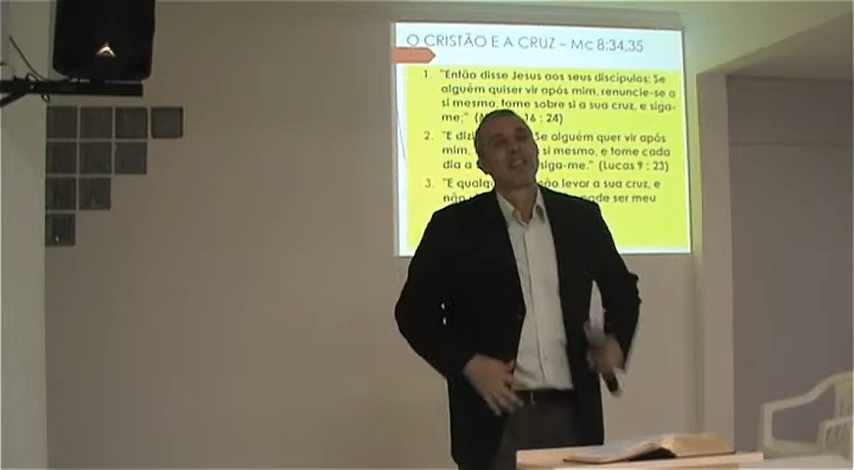 O CRISTÃO E A CRUZ – Mc 8:34,35
1. "Então disse Jesus aos seus discípulos: Se
alguém quiser vir após mim, renuncie-se a
si mesmo, tome sobre si a sua cruz, e siga-
me;" 16 : 24)
2. "E Se alguém quer vir após
mim, si mesmo, e tome cada
dia a siga-me." (Lucas 9 : 23)
3. "E não levar a sua cruz, e
não pode ser meu